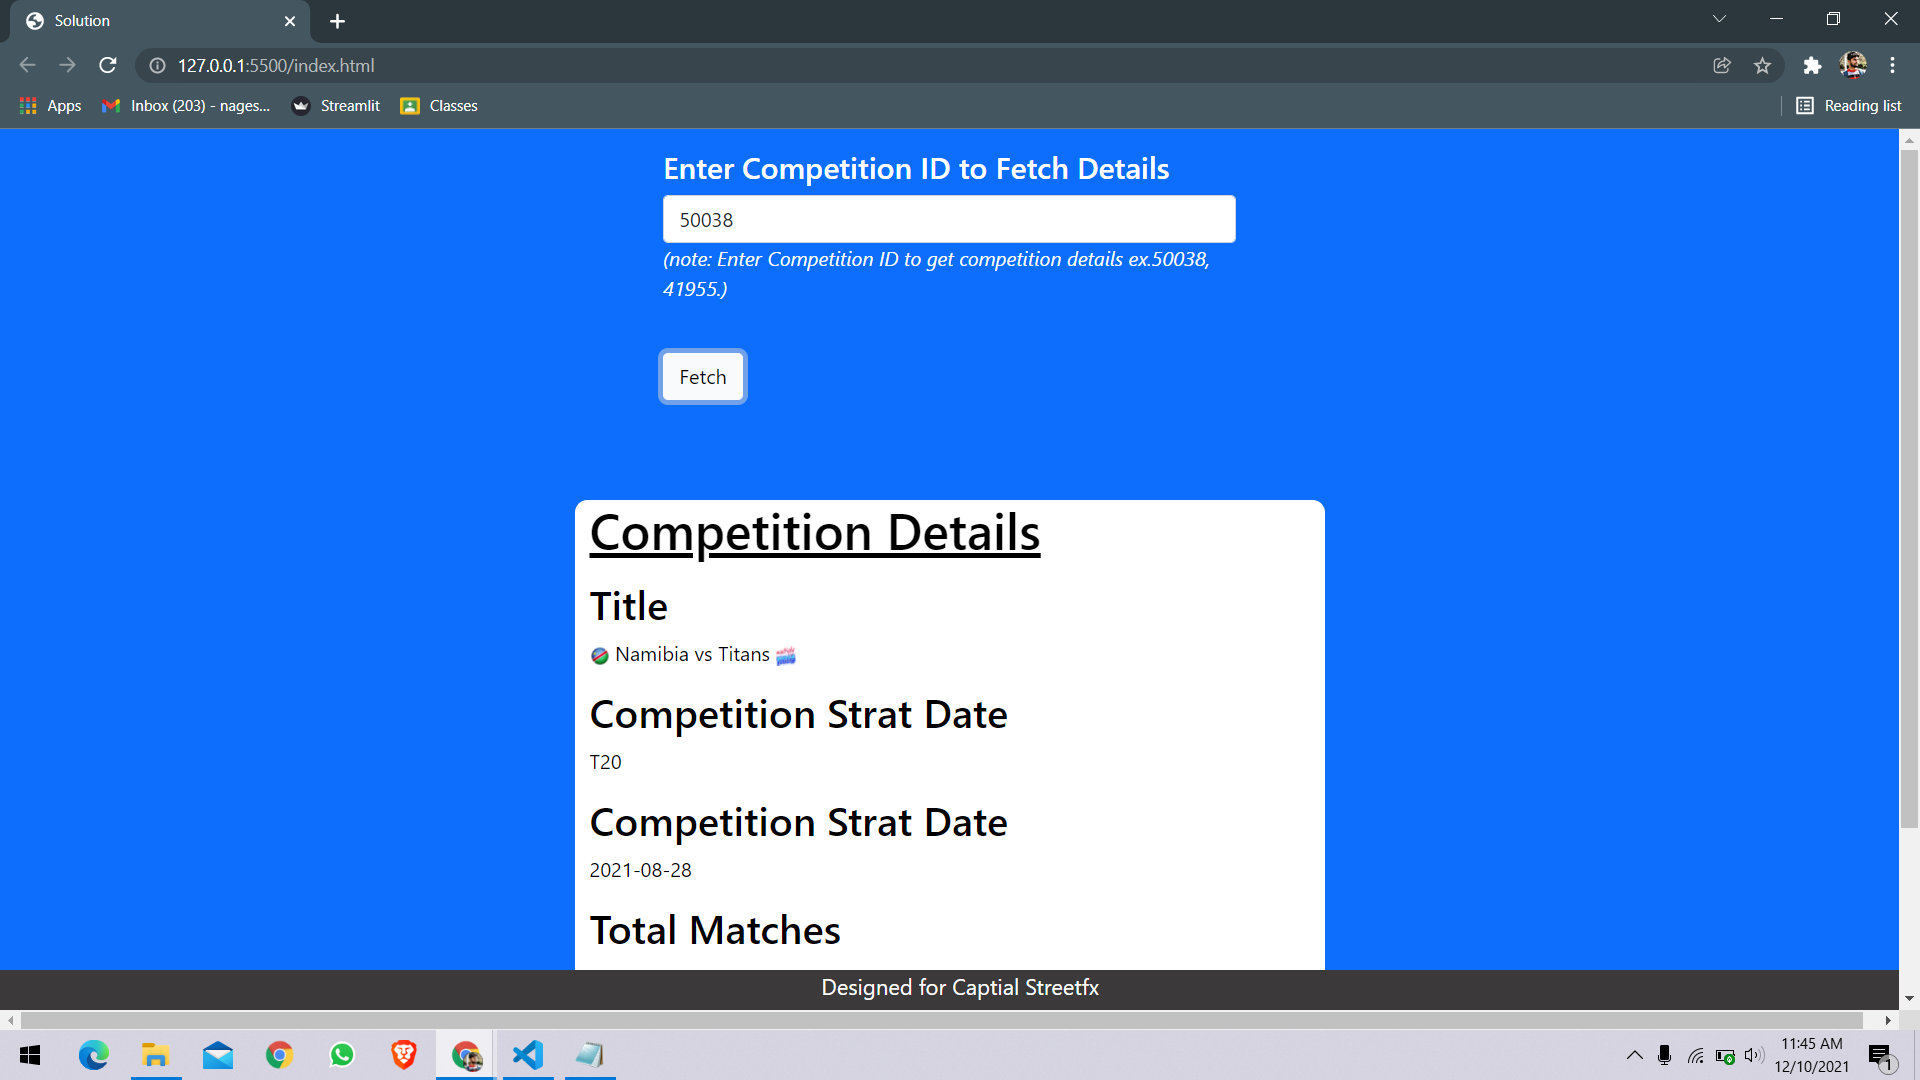 Solution
127.0.0.1:5500/index.html
Apps
Inbox (203) - nages...
Streamlit
Classes
Reading list
Enter Competition ID to Fetch Details
50038
(note: Enter Competition ID to get competition details ex.50038,
41955.)
Fetch
Competition Details
Title
Namibia vs Titans
Competition Strat Date
T20
Competition Strat Date
2021-08-28
Total Matches
Designed for Captial Streetfx
11:45 AM
12/10/2021
1